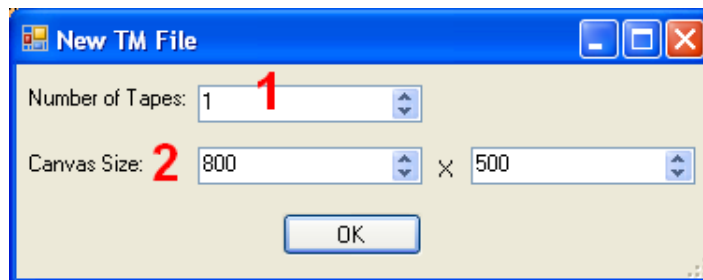 New TM File
Number of Tapes: 1 1
Canvas Size: 2 800 X 500
OK